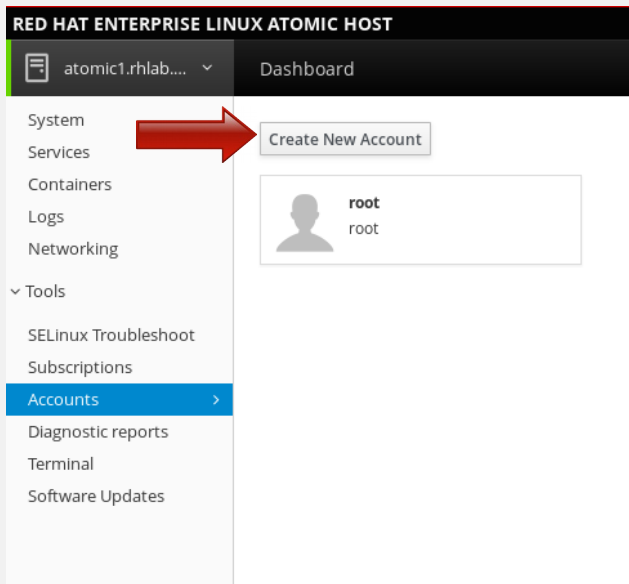 RED HAT ENTERPRISE LINUX ATOMIC HOST
atomic1.rhlab....
Dashboard
System
Services
Containers
Logs
Networking
Tools
SELinux Troubleshoot
Subscriptions
Accounts
Diagnostic reports
Terminal
Software Updates
Create New Account
root
root